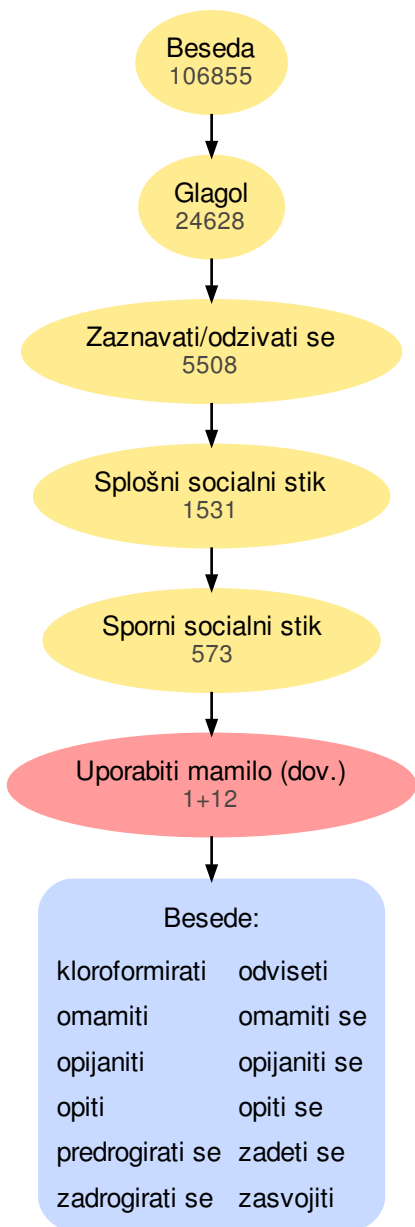 Beseda
106855
Glagol
24628
Zaznavati/odzivati se
5508
Splošni socialni stik
1531
Sporni socialni stik
573
Uporabiti mamilo (dov.)
1+12
Besede:
kloroformirati odviseti
omamiti omamiti se
opijaniti opijaniti se
opiti opiti se
predrogirati se zadeti se
zadrogirati se zasvojiti